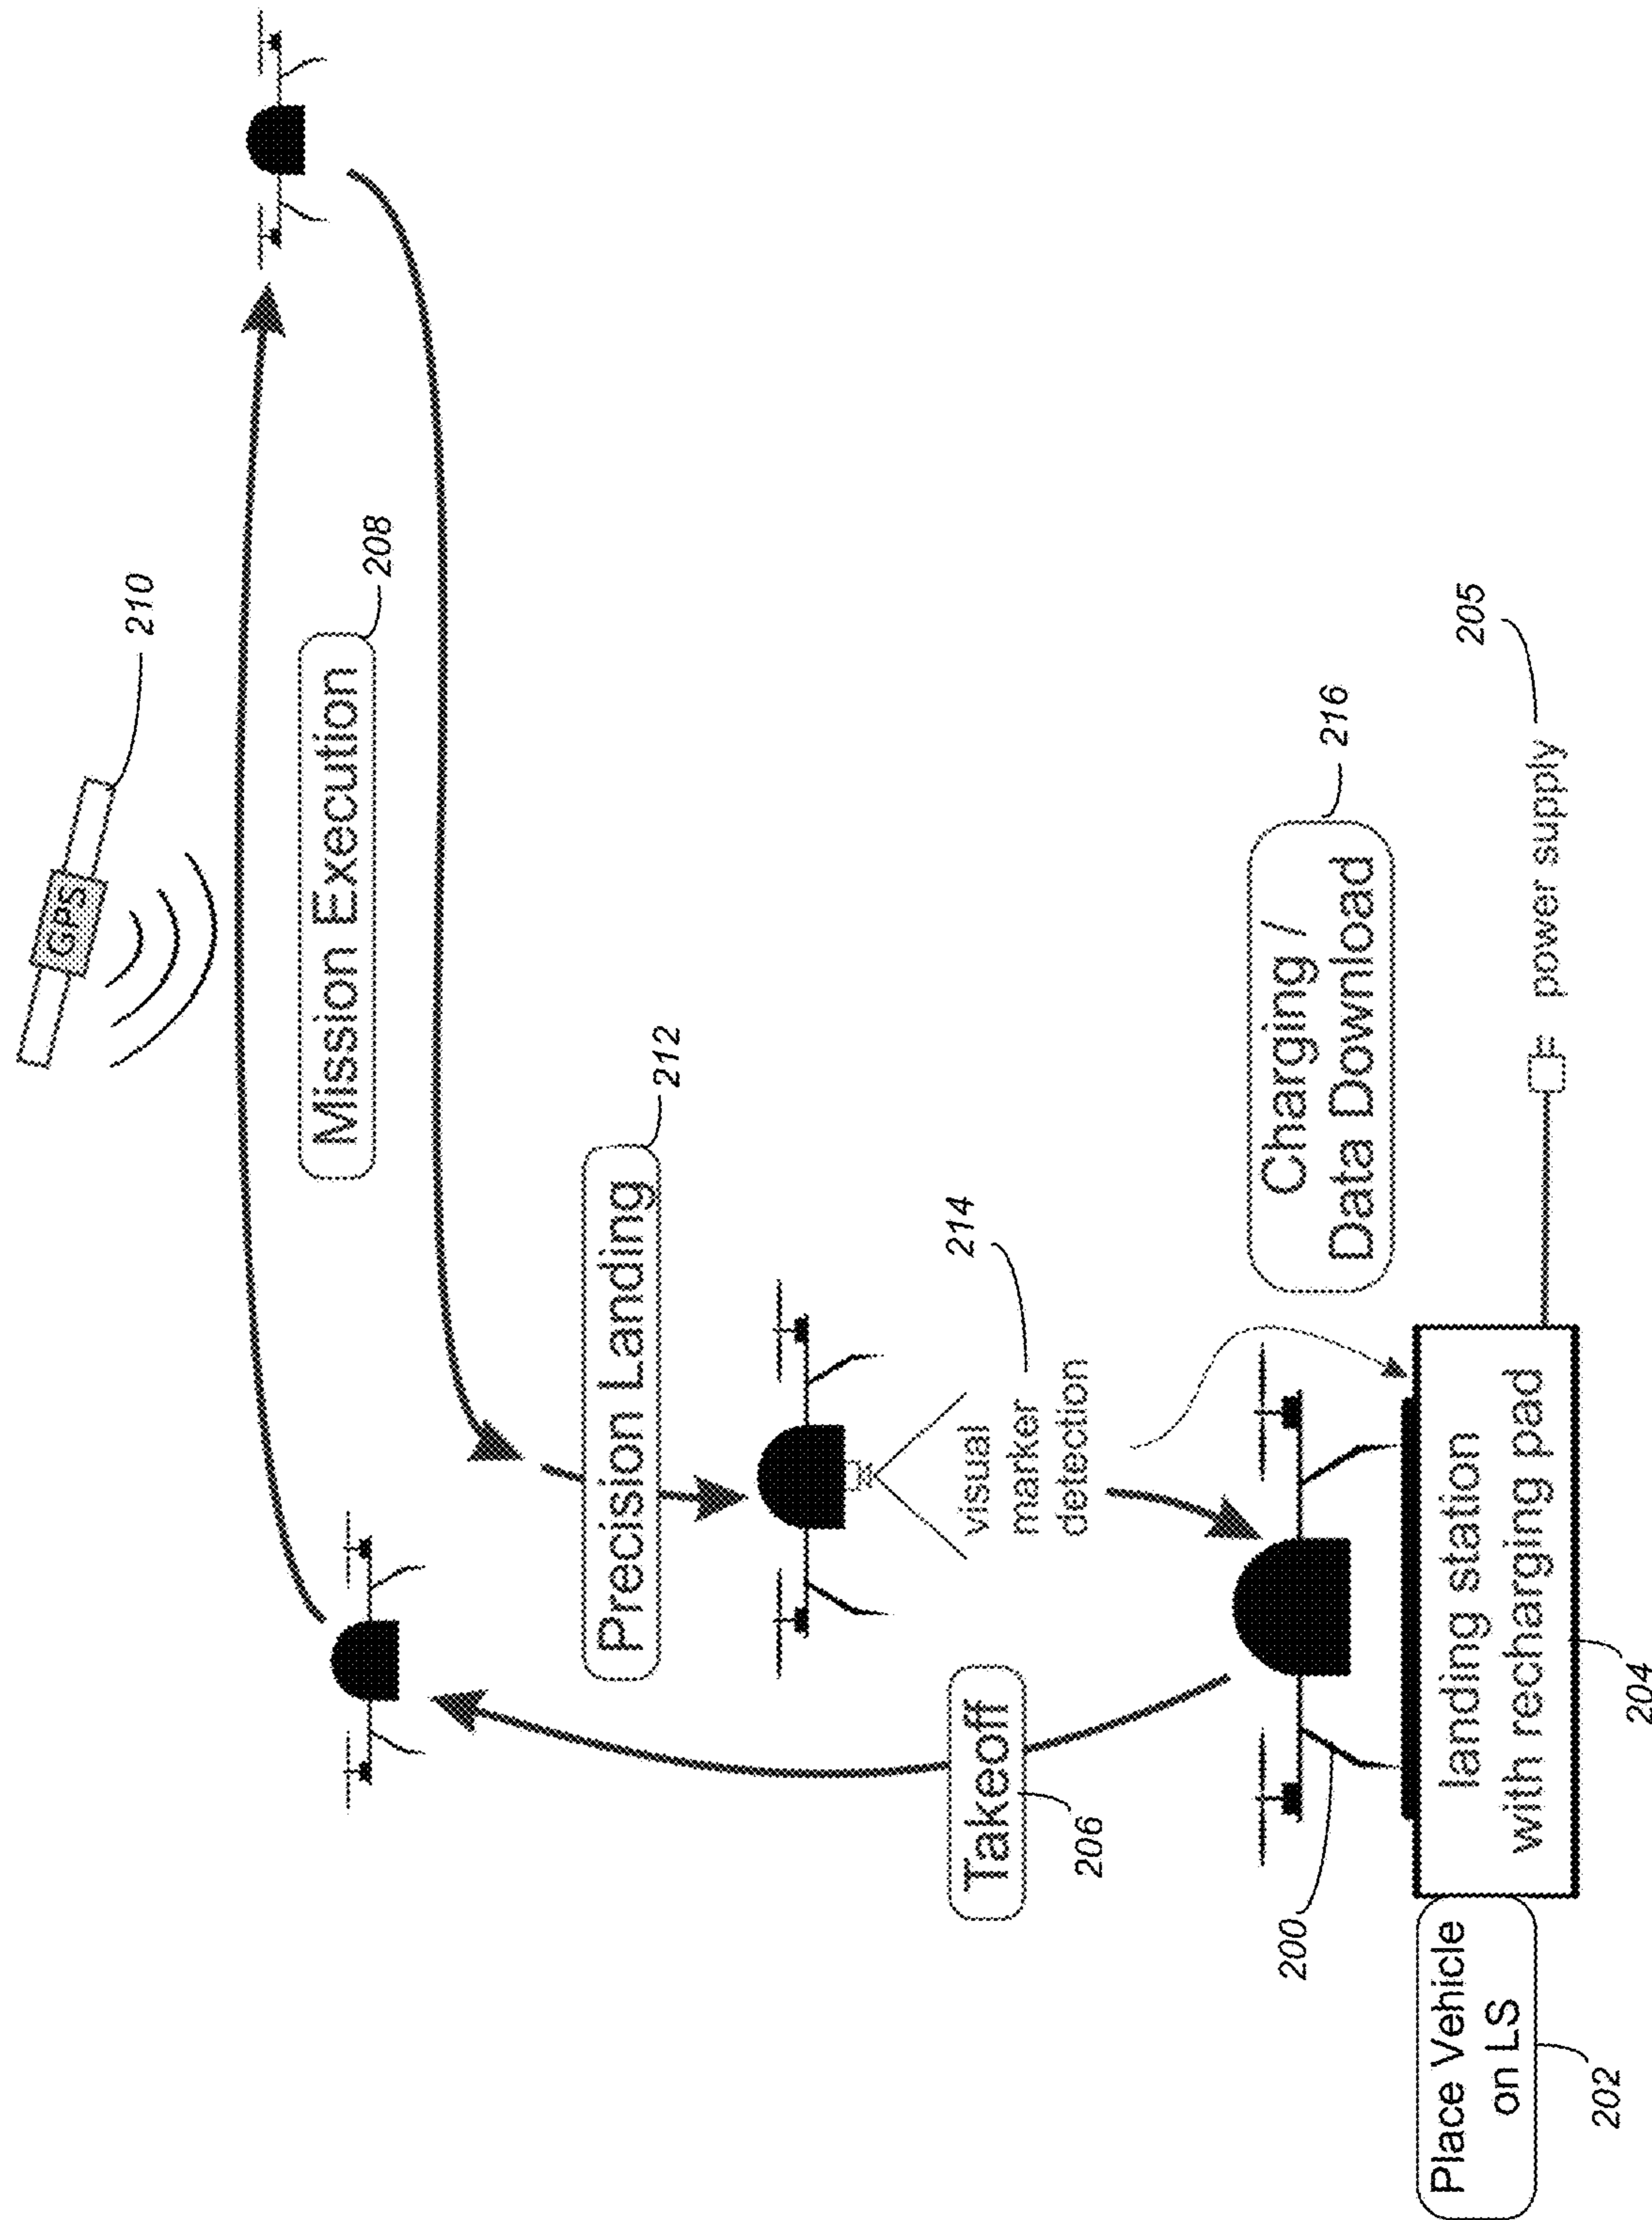 GPS
210
Mission Execution
208
Precision Landing
212
visual
marker
detection
214
Takeoff
206
Charging /
Data Download
216
200
landing station
with recharging pad
204
power supply
205
Place Vehicle
on LS
202